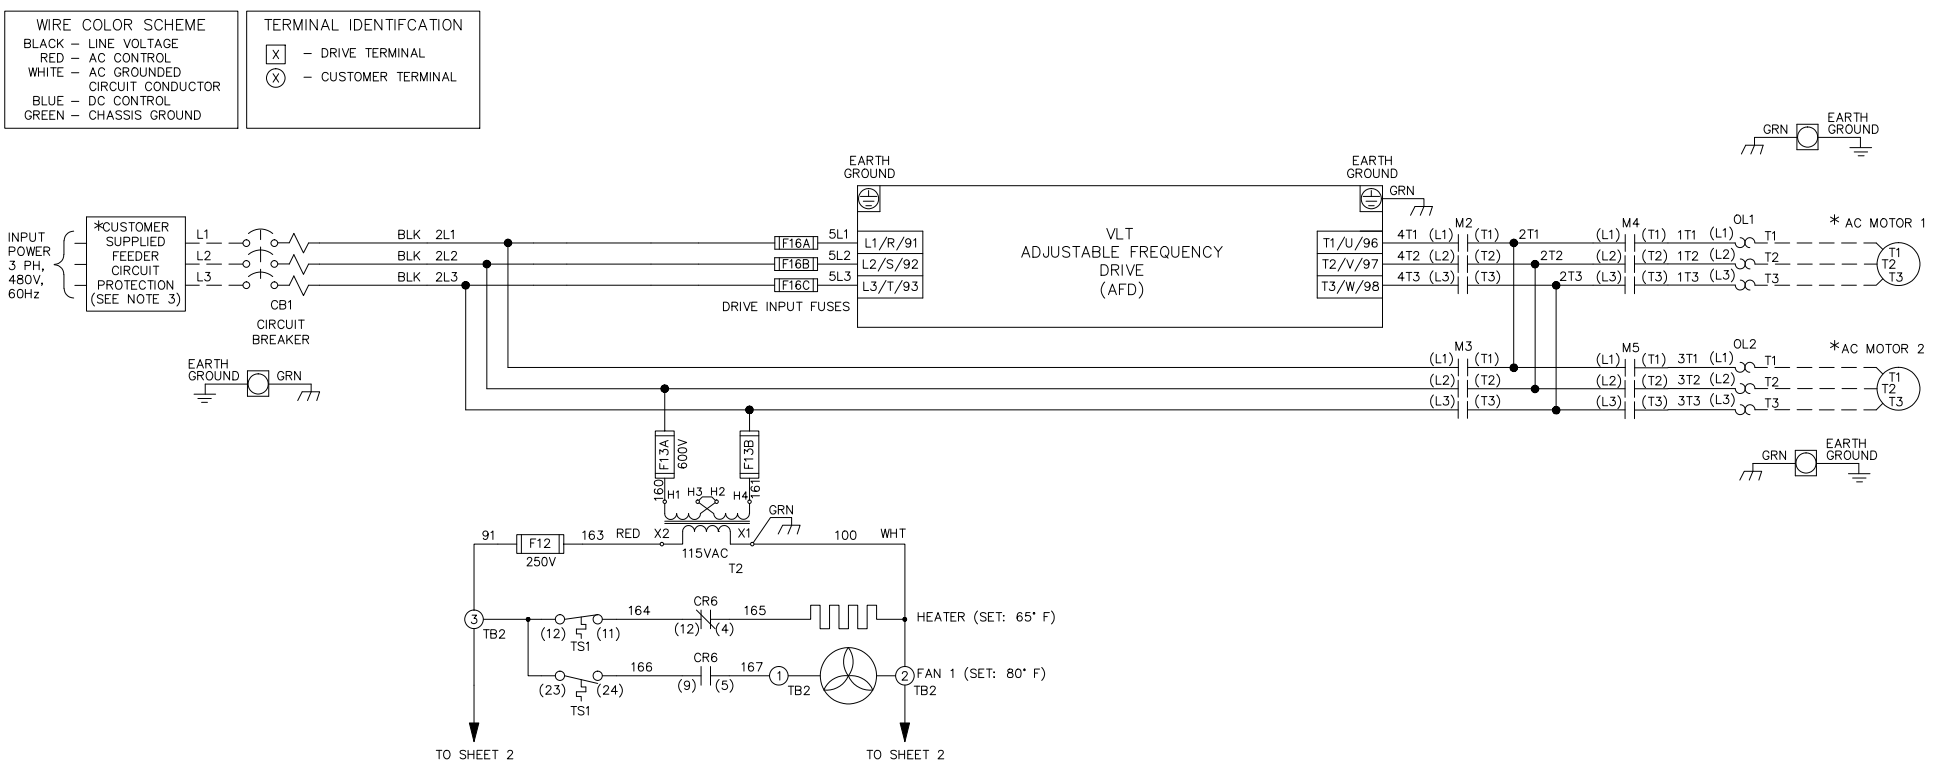 WIRE COLOR SCHEME
BLACK – LINE VOLTAGE
RED – AC CONTROL
WHITE – AC GROUNDED
CIRCUIT CONDUCTOR
BLUE – DC CONTROL
GREEN – CHASSIS GROUND
TERMINAL IDENTIFCATION
X – DRIVE TERMINAL
X – CUSTOMER TERMINAL
INPUT
POWER
3 PH,
480V,
60Hz
*CUSTOMER
SUPPLIED
FEEDER
CIRCUIT
PROTECTION
(SEE NOTE 3)
L1
L2
L3
CB1
CIRCUIT
BREAKER
BLK 2L1
BLK 2L2
BLK 2L3
EARTH
GROUND
GRN
F16A
F16B
F16C
5L1
5L2
5L3
DRIVE INPUT FUSES
EARTH
GROUND
L1/R/91
L2/S/92
L3/T/93
VLT
ADJUSTABLE FREQUENCY
DRIVE
(AFD)
EARTH
GROUND
GRN
T1/U/96
T2/V/97
T3/W/98
M2
4T1 (L1) (T1) 2T1
4T2 (L2) (T2) 2T2
4T3 (L3) (T3) 2T3
M4
(L1) (T1) 1T1 (L1)
(L2) (T2) 1T2 (L2)
(L3) (T3) 1T3 (L3)
OL1
T1
T2
T3
* AC MOTOR 1
T1
T2
T3
GRN
EARTH
GROUND
M3
(L1) (T1)
(L2) (T2)
(L3) (T3)
M5
(L1) (T1) 3T1 (L1)
(L2) (T2) 3T2 (L2)
(L3) (T3) 3T3 (L3)
OL2
T1
T2
T3
*AC MOTOR 2
T1
T2
T3
GRN
EARTH
GROUND
F13A
600V
F13B
160
161
H1 H3 H2 H4
GRN
91
F12
250V
163 RED X2
X1
115VAC
T2
100 WHT
3
TB2
(12) (11)
TS1
164
CR6
(12) (4)
165
HEATER (SET: 65° F)
(23) (24)
TS1
166
CR6
(9) (5)
167
1
TB2
2
TB2
FAN 1 (SET: 80° F)
TO SHEET 2
TO SHEET 2